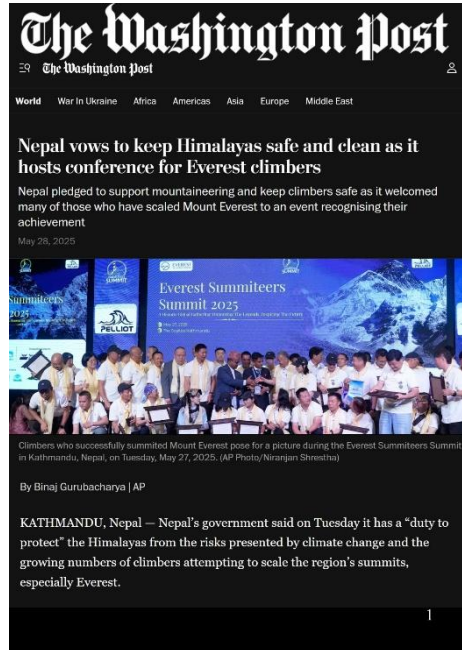 The Washington Post
The Washington Post
World War In Ukraine Africa Americas Asia Europe Middle East
Nepal vows to keep Himalayas safe and clean as it
hosts conference for Everest climbers
Nepal pledged to support mountaineering and keep climbers safe as it welcomed
many of those who have scaled Mount Everest to an event recognising their
achievement
May 28, 2025
Everest Summiteers
Summit 2025
May 27, 2025
Summiteers
2025
PELLIOT
Climbers who successfully summited Mount Everest pose for a picture during the Everest Summiteers Summit
in Kathmandu, Nepal, on Tuesday, May 27, 2025. (AP Photo/Niranjan Shrestha)
By Binaj Gurubacharya | AP
KATHMANDU, Nepal — Nepal's government said on Tuesday it has a “duty to
protect” the Himalayas from the risks presented by climate change and the
growing numbers of climbers attempting to scale the region's summits,
especially Everest.
1